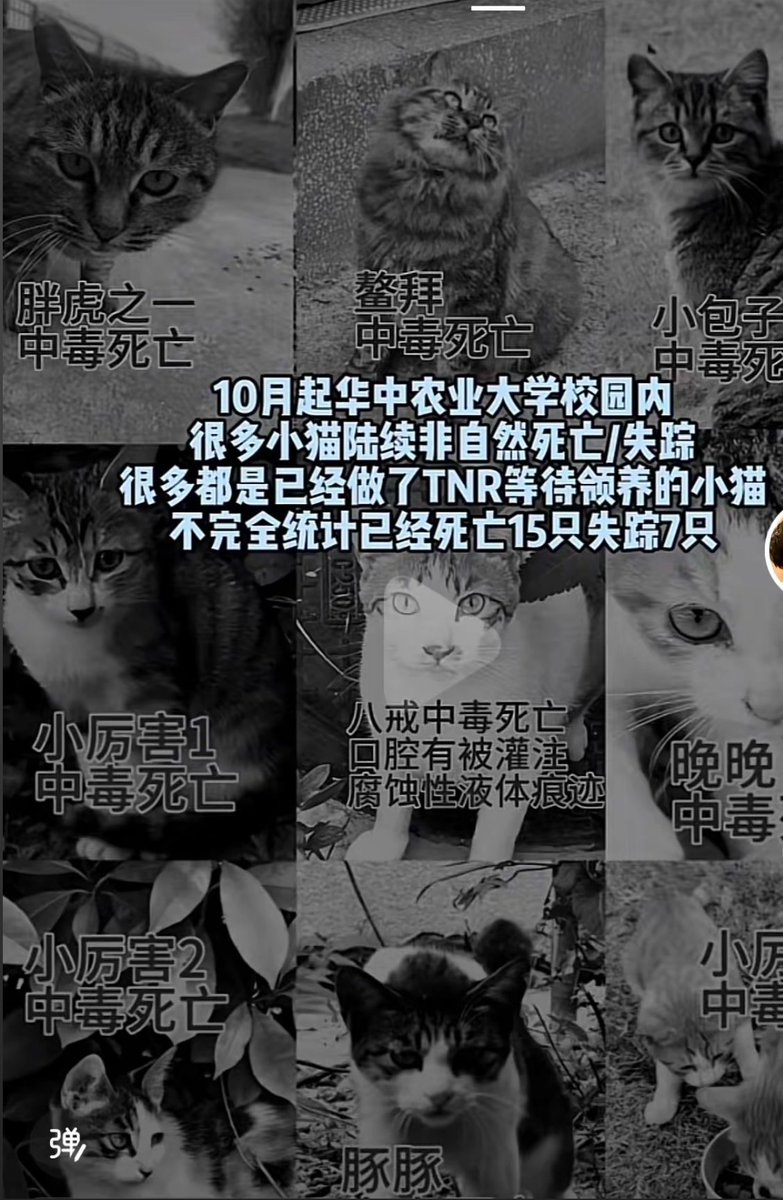 胖虎之一
中毒死亡
鳌拜
中毒死亡
小包子
中毒死
10月起华中农业大学校园内
很多小猫陆续非自然死亡/失踪
很多都是已经做了TNR等待领养的小猫
不完全统计已经死亡15只失踪7只
小厉害1
中毒死亡
八戒中毒死亡
口腔有被灌注
腐蚀性液体痕迹
晚晚
中毒
小厉害2
中毒死亡
豚豚
小厉
中毒
弹